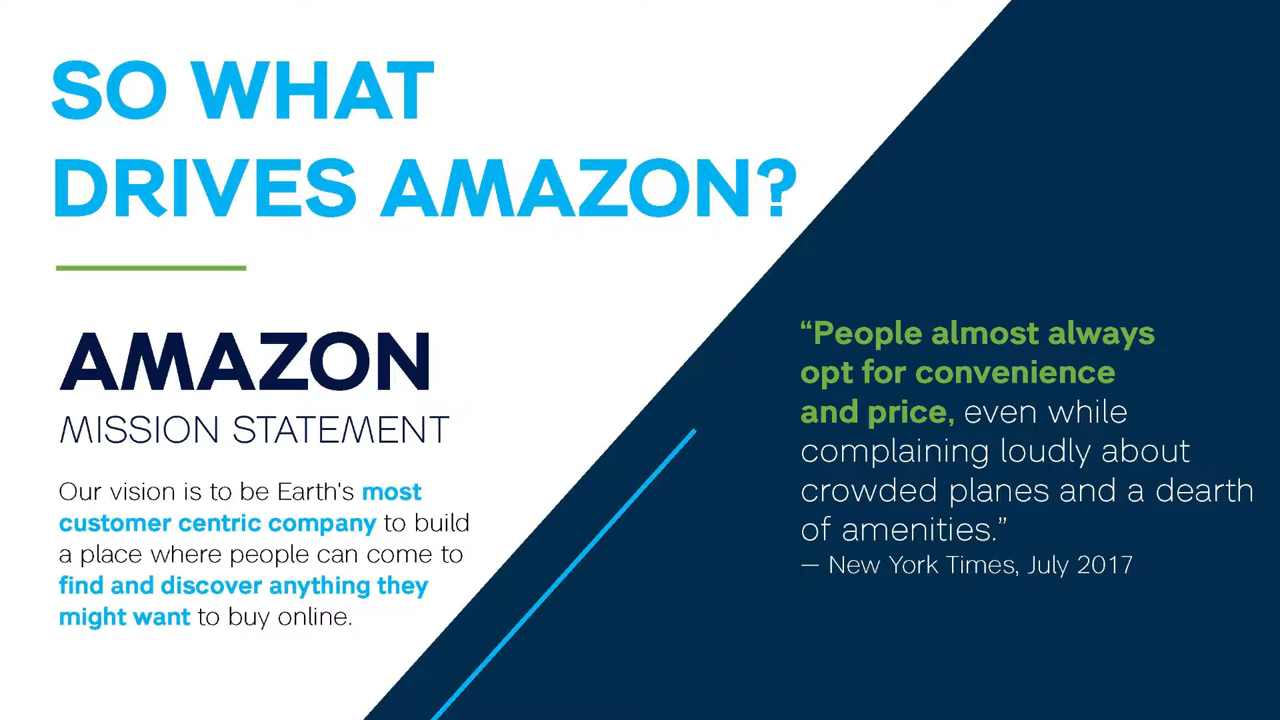 SO WHAT
DRIVES AMAZON?
AMAZON
MISSION STATEMENT
Our vision is to be Earth's most
customer centric company to build
a place where people can come to
find and discover anything they
might want to buy online.
“People almost always
opt for convenience
and price, even while
complaining loudly about
crowded planes and a dearth
of amenities.”
— New York Times, July 2017